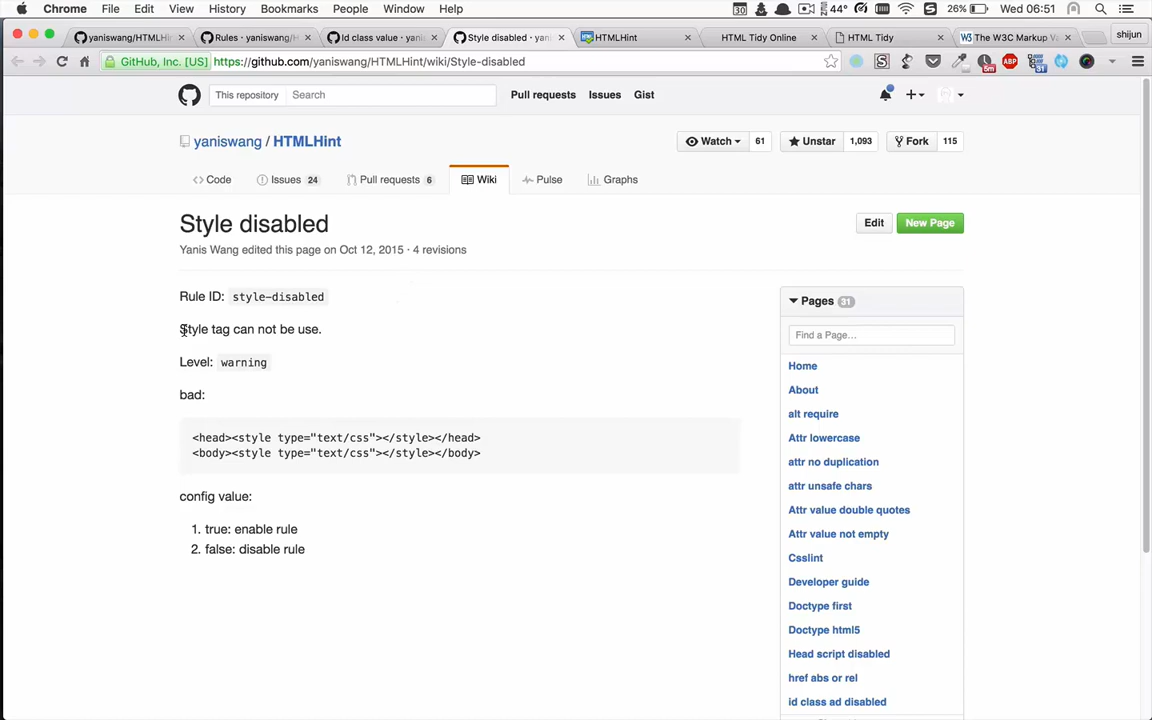 Chrome File Edit View History Bookmarks People Window Help 30 44° 26% Wed 06:51
yaniswang/HTMLHi Rules · yaniswang/H Id class value · yanis Style disabled · yani HTMLHint HTML Tidy Online HTML Tidy The W3C Markup Va shijun
GitHub, Inc. [US] https://github.com/yaniswang/HTMLHint/wiki/Style-disabled S 5m ABP 31
This repository Search Pull requests Issues Gist
yaniswang / HTMLHint Watch 61 Unstar 1,093 Fork 115
Code Issues 24 Pull requests 6 Wiki Pulse Graphs
Style disabled Edit New Page
Yanis Wang edited this page on Oct 12, 2015 · 4 revisions
Rule ID: style-disabled
Style tag can not be use.
Level: warning
bad:
<head><style type="text/css"></style></head>
<body><style type="text/css"></style></body>
config value:
1. true: enable rule
2. false: disable rule
Pages 31
Find a Page…
Home
About
alt require
Attr lowercase
attr no duplication
attr unsafe chars
Attr value double quotes
Attr value not empty
Csslint
Developer guide
Doctype first
Doctype html5
Head script disabled
href abs or rel
id class ad disabled